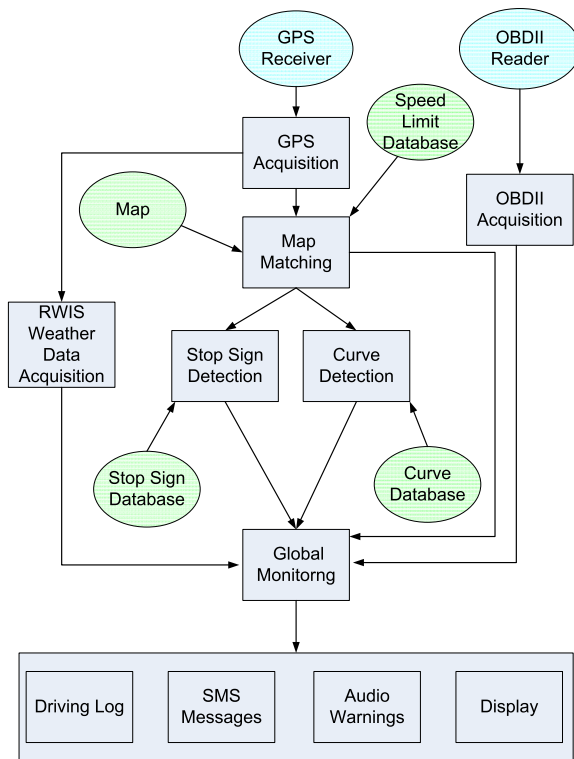 GPS
Receiver
OBDII
Reader
Speed
Limit
Database
GPS
Acquisition
Map
OBDII
Acquisition
Map
Matching
RWIS
Weather
Data
Acquisition
Stop Sign
Detection
Curve
Detection
Stop Sign
Database
Curve
Database
Global
Monitorng
Driving Log
SMS
Messages
Audio
Warnings
Display